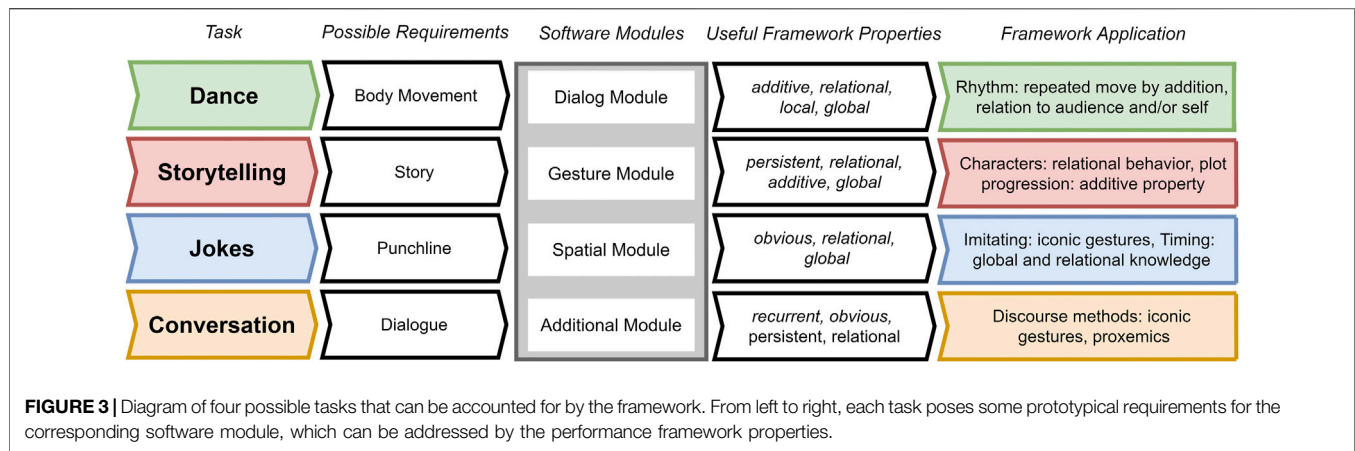 Task
Possible Requirements
Software Modules
Useful Framework Properties
Framework Application
Dance
Body Movement
Dialog Module
additive, relational,
local, global
Rhythm: repeated move by addition,
relation to audience and/or self
Storytelling
Story
Gesture Module
persistent, relational,
additive, global
Characters: relational behavior, plot
progression: additive property
Jokes
Punchline
Spatial Module
obvious, relational,
global
Imitating: iconic gestures, Timing:
global and relational knowledge
Conversation
Dialogue
Additional Module
recurrent, obvious,
persistent, relational
Discourse methods: iconic
gestures, proxemics
FIGURE 3 | Diagram of four possible tasks that can be accounted for by the framework. From left to right, each task poses some prototypical requirements for the
corresponding software module, which can be addressed by the performance framework properties.